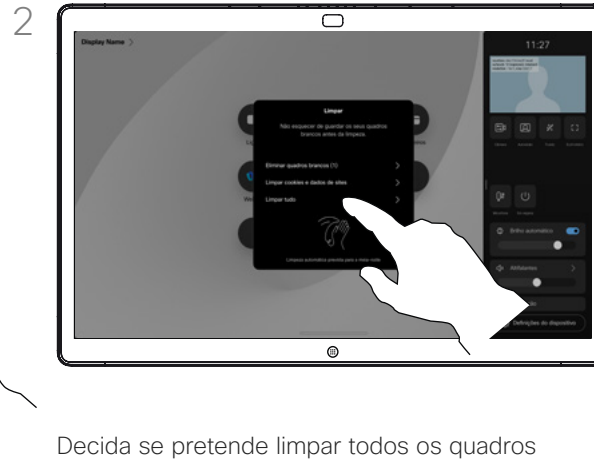 2
Display Name
11:27
Limpar
Não esquecer de guardar os seus quadros
brancos antes da limpeza.
Eliminar quadros brancos (1)
Limpar cookies e dados de sites
Limpar tudo
Limpeza automática prevista para a meia-noite
Brilho automático
Altifalantes
Definições do dispositivo
Decida se pretende limpar todos os quadros